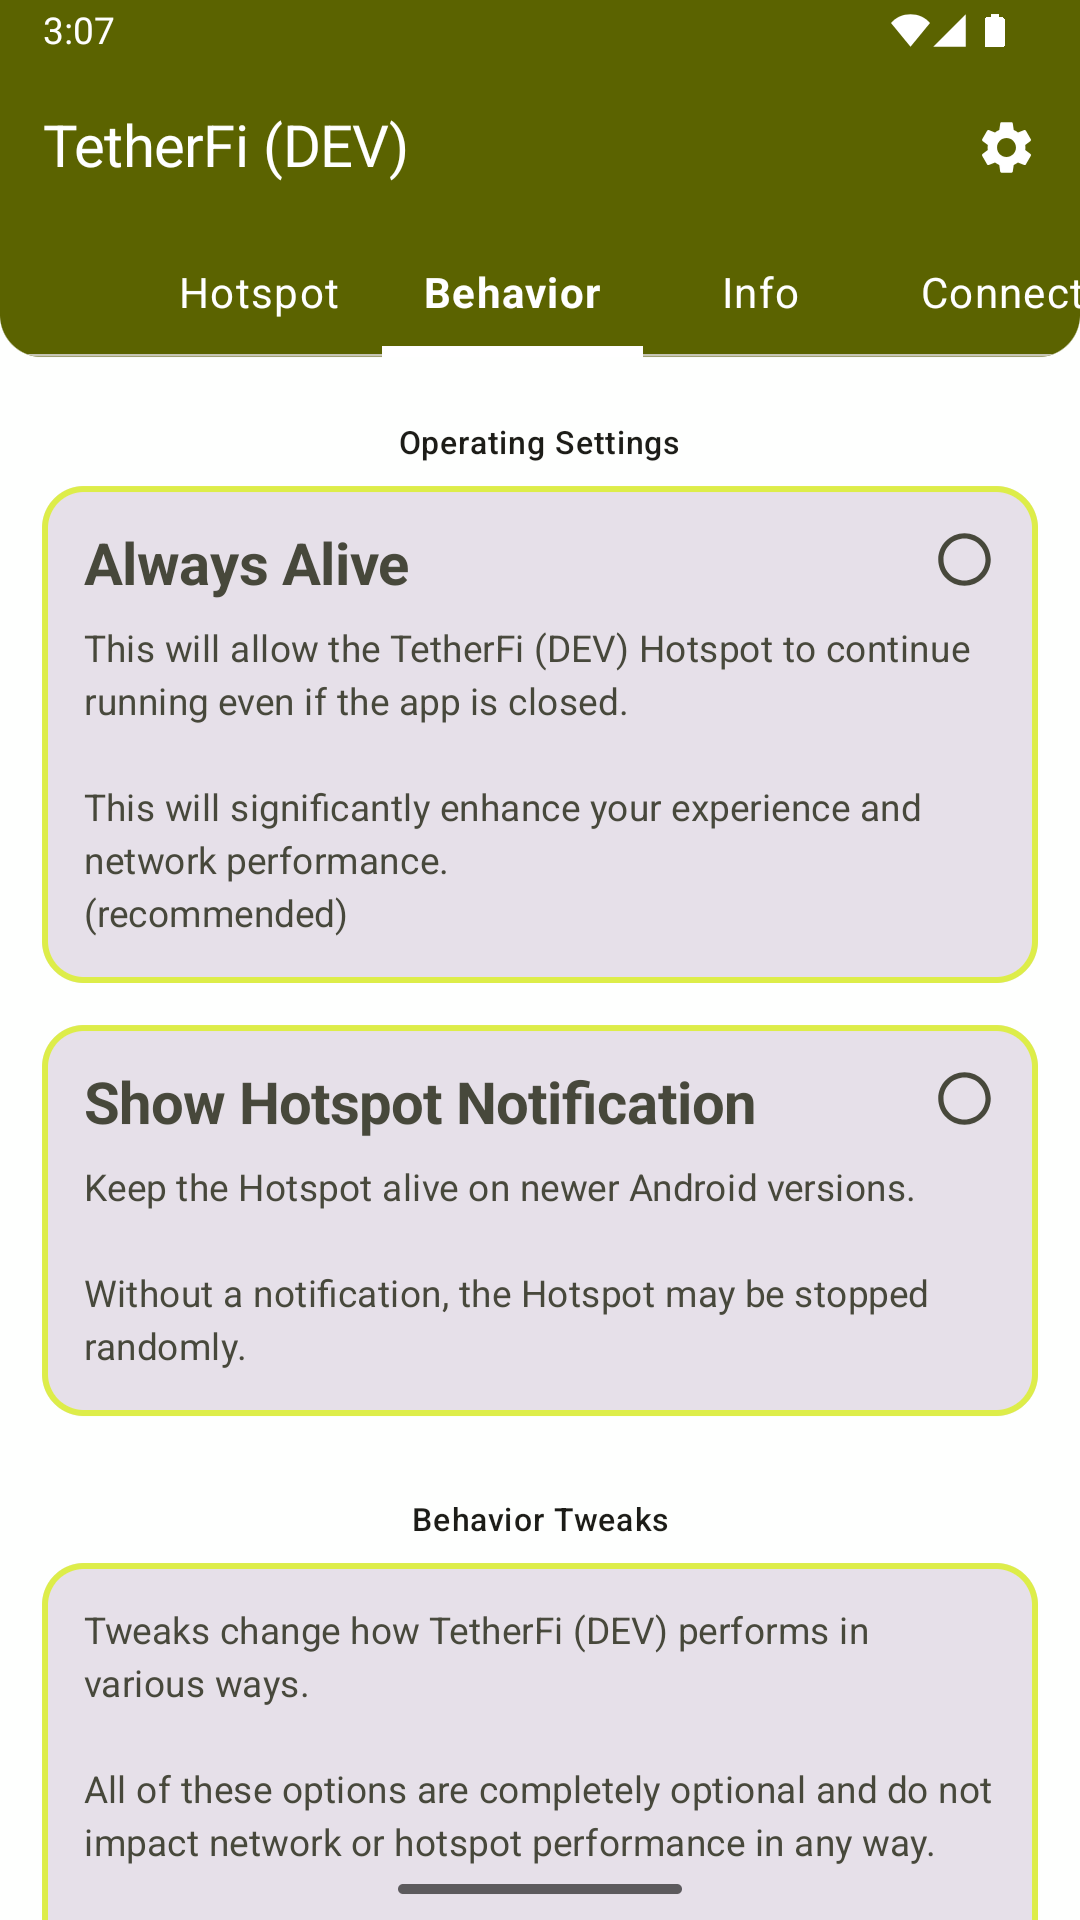 3:07
TetherFi (DEV)
Hotspot Behavior Info Connect
Operating Settings
Always Alive
This will allow the TetherFi (DEV) Hotspot to continue
running even if the app is closed.
This will significantly enhance your experience and
network performance.
(recommended)
Show Hotspot Notification
Keep the Hotspot alive on newer Android versions.
Without a notification, the Hotspot may be stopped
randomly.
Behavior Tweaks
Tweaks change how TetherFi (DEV) performs in
various ways.
All of these options are completely optional and do not
impact network or hotspot performance in any way.